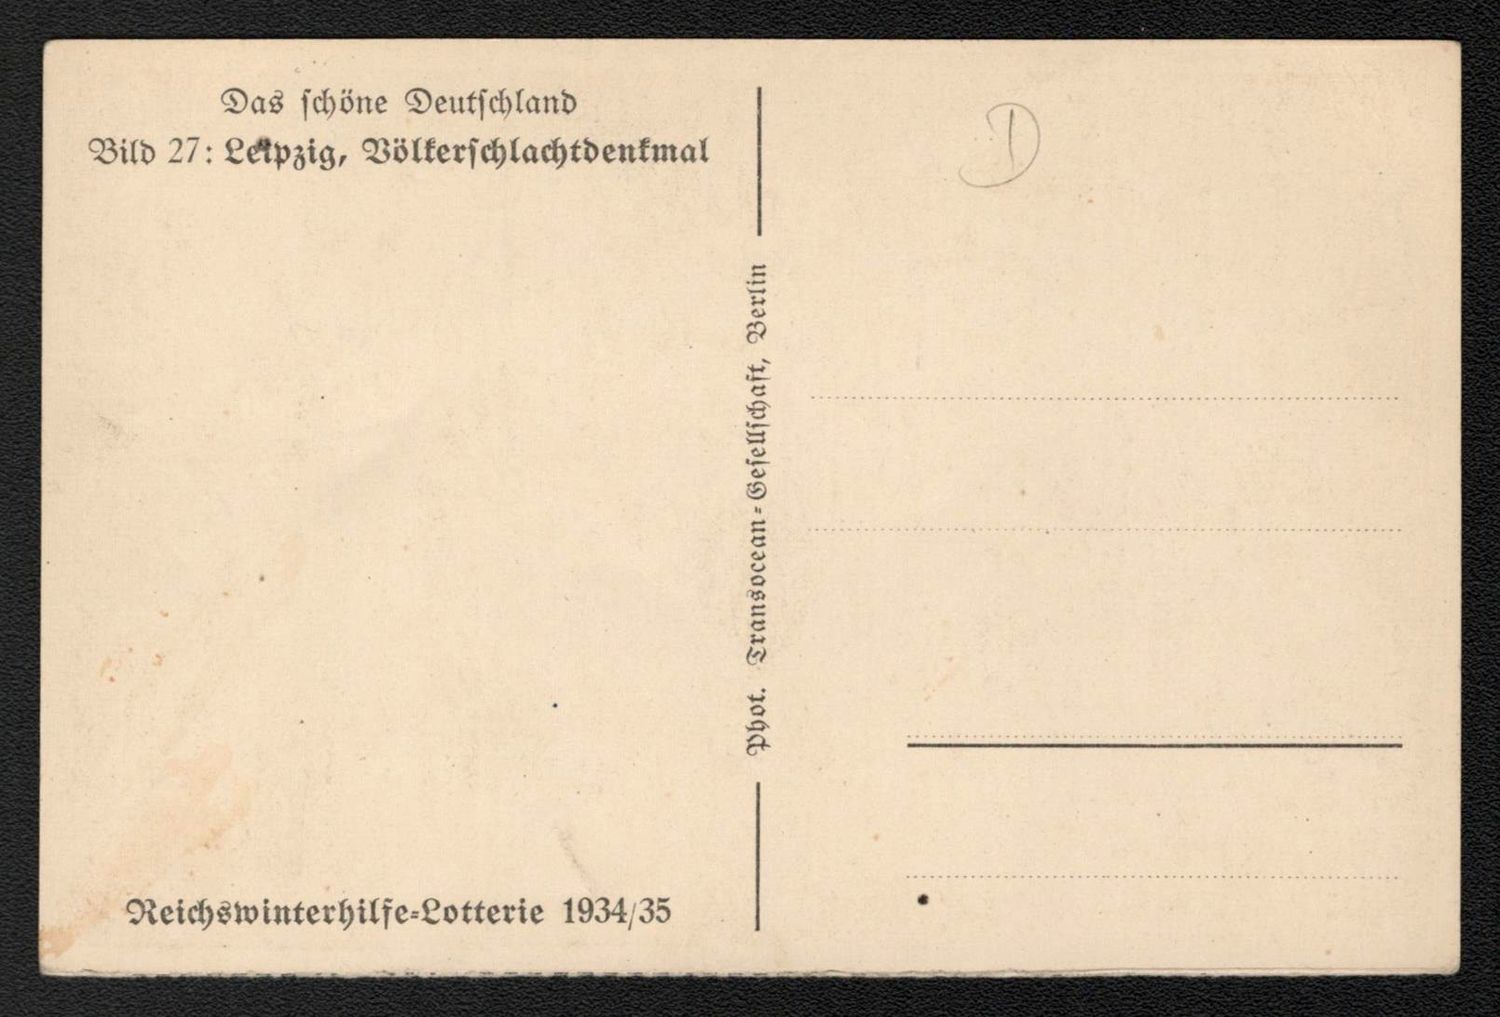 Das schöne Deutschland
Bild 27: Leipzig, Völkerschlachtdenkmal
Phot. Transocean-Gesellschaft, Berlin
D
Reichswinterhilfe-Lotterie 1934/35